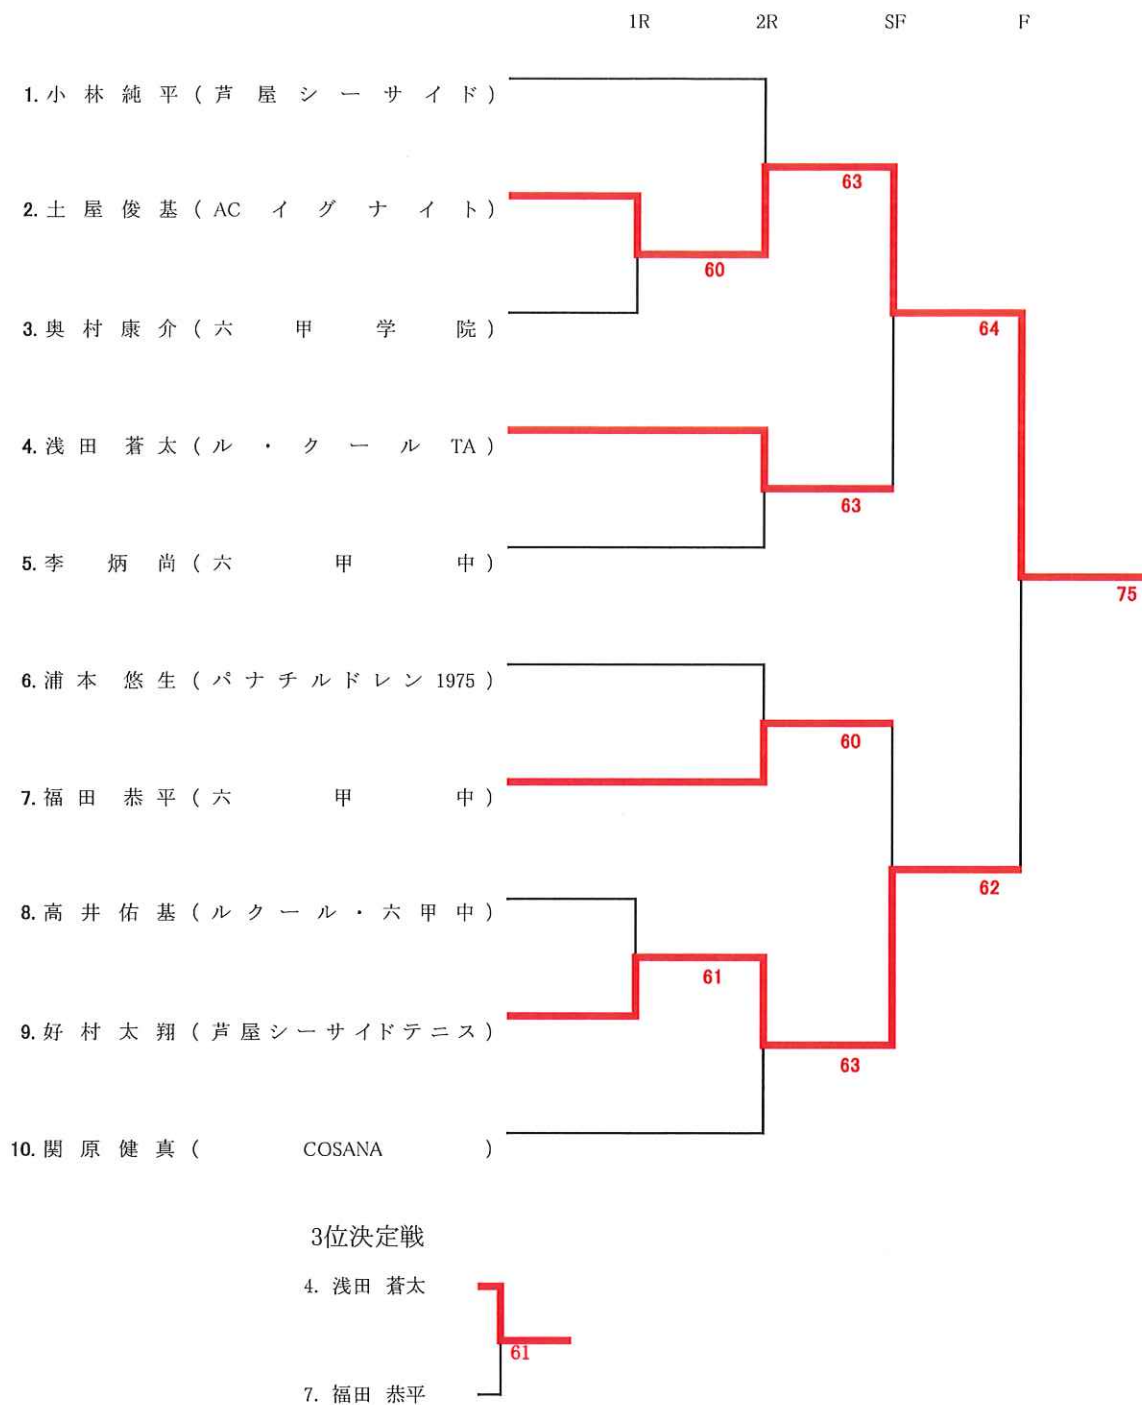 1R 2R SF F
1. 小林純平 ( 芦屋シーサイド )
63
2. 土屋俊基 ( AC イグナイト )
60
3. 奥村康介 ( 六甲学院 )
64
4. 浅田 蒼太 ( ル・クール TA )
63
5. 李 炳尚 ( 六甲中 )
75
6. 浦本 悠生 ( パナチルドレン 1975 )
60
7. 福田 恭平 ( 六甲中 )
8. 高井佑基 ( ルクール・六甲中 )
62
61
9. 好村太翔 ( 芦屋シーサイドテニス )
63
10. 関原健真 ( COSANA )
3位決定戦
4. 浅田 蒼太
61
7. 福田 恭平